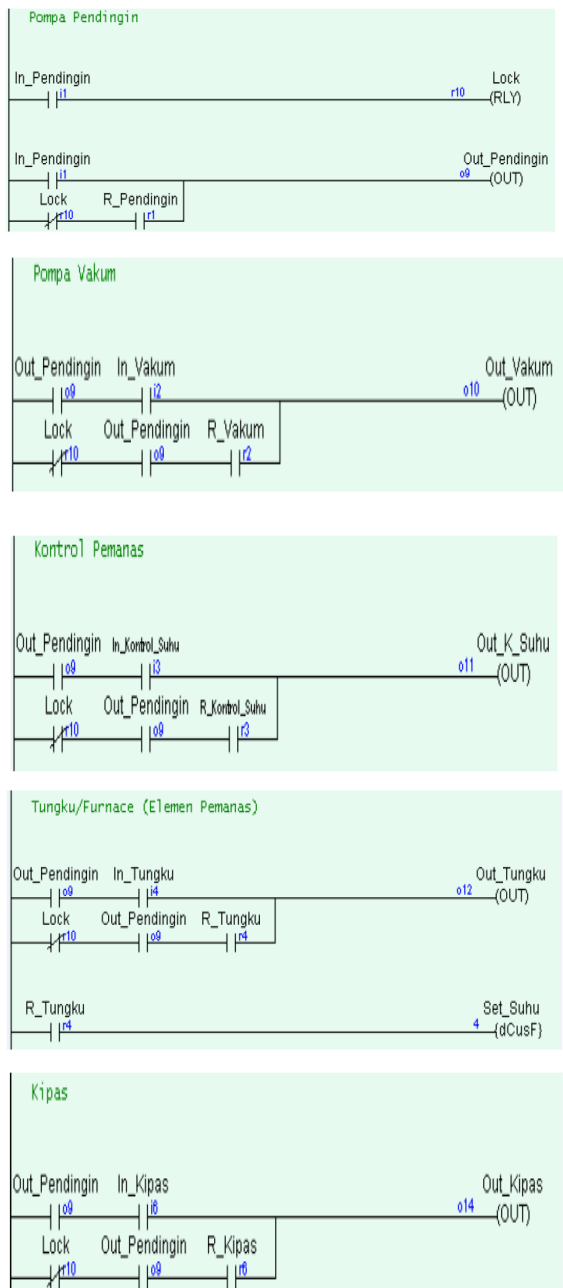 Pompa Pendingin
In_Pendingin Lock
i1 r10 (RLY)
In_Pendingin Out_Pendingin
i1 o9 (OUT)
Lock R_Pendingin
r10 r1
Pompa Vakum
Out_Pendingin In_Vakum Out_Vakum
o9 i2 o10 (OUT)
Lock Out_Pendingin R_Vakum
r10 o9 r2
Kontrol Pemanas
Out_Pendingin In_Kontrol_Suhu Out_K_Suhu
o9 i3 o11 (OUT)
Lock Out_Pendingin R_Kontrol_Suhu
r10 o9 r3
Tungku/Furnace (Elemen Pemanas)
Out_Pendingin In_Tungku Out_Tungku
o9 i4 o12 (OUT)
Lock Out_Pendingin R_Tungku
r10 o9 r4
R_Tungku Set_Suhu
r4 4 {dCusF}
Kipas
Out_Pendingin In_Kipas Out_Kipas
o9 i6 o14 (OUT)
Lock Out_Pendingin R_Kipas
r10 o9 r6